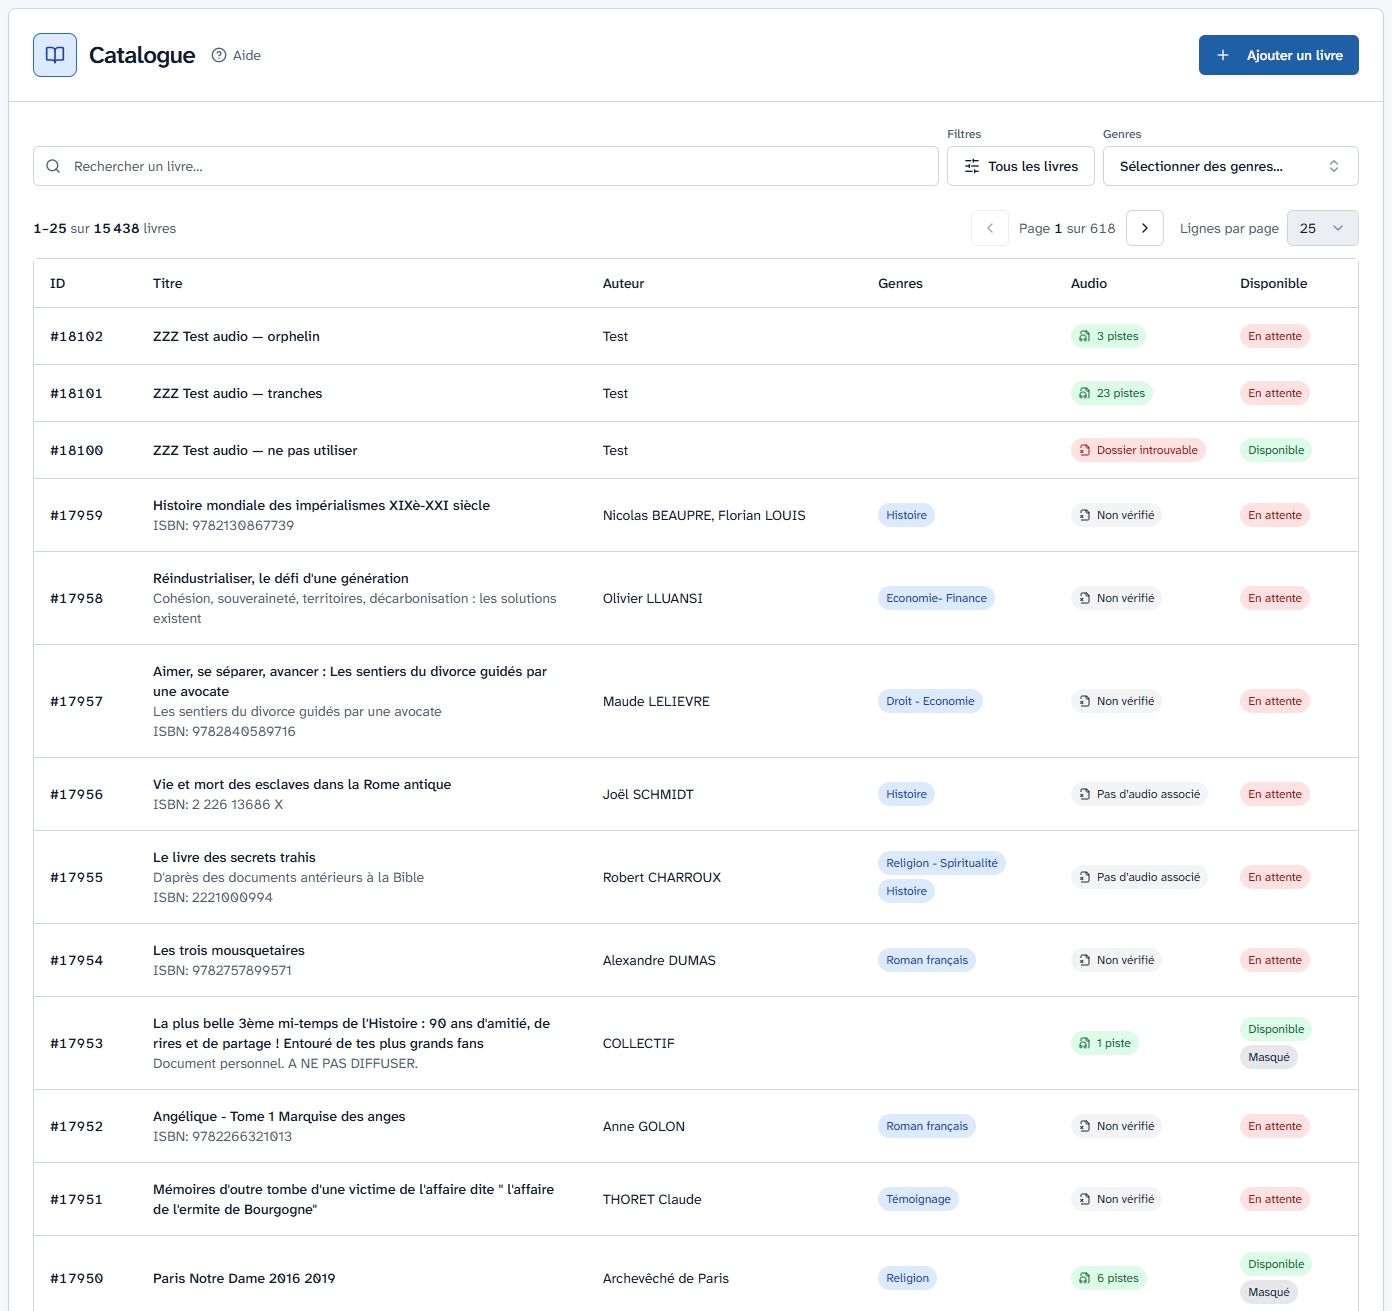 Catalogue
Aide
Ajouter un livre
Filtres
Genres
Rechercher un livre...
Tous les livres
Sélectionner des genres...
1–25 sur 15 438 livres
Page 1 sur 618
Lignes par page
25
ID Titre Auteur Genres Audio Disponible
#18102 ZZZ Test audio — orphelin Test 3 pistes En attente
#18101 ZZZ Test audio — tranches Test 23 pistes En attente
#18100 ZZZ Test audio — ne pas utiliser Test Dossier introuvable Disponible
#17959
Histoire mondiale des impérialismes XIXè-XXI siècle
ISBN: 9782130867739
Nicolas BEAUPRE, Florian LOUIS
Histoire
Non vérifié
En attente
#17958
Réindustrialiser, le défi d'une génération
Cohésion, souveraineté, territoires, décarbonisation : les solutions
existent
Olivier LLUANSI
Economie- Finance
Non vérifié
En attente
#17957
Aimer, se séparer, avancer : Les sentiers du divorce guidés par
une avocate
Les sentiers du divorce guidés par une avocate
ISBN: 9782840589716
Maude LELIEVRE
Droit - Economie
Non vérifié
En attente
#17956
Vie et mort des esclaves dans la Rome antique
ISBN: 2 226 13686 X
Joël SCHMIDT
Histoire
Pas d'audio associé
En attente
#17955
Le livre des secrets trahis
D'après des documents antérieurs à la Bible
ISBN: 2221000994
Robert CHARROUX
Religion - Spiritualité
Histoire
Pas d'audio associé
En attente
#17954
Les trois mousquetaires
ISBN: 9782757899571
Alexandre DUMAS
Roman français
Non vérifié
En attente
#17953
La plus belle 3ème mi-temps de l'Histoire : 90 ans d'amitié, de
rires et de partage ! Entouré de tes plus grands fans
Document personnel. A NE PAS DIFFUSER.
COLLECTIF
1 piste
Disponible
Masqué
#17952
Angélique - Tome 1 Marquise des anges
ISBN: 9782266321013
Anne GOLON
Roman français
Non vérifié
En attente
#17951
Mémoires d'outre tombe d'une victime de l'affaire dite " l'affaire
de l'ermite de Bourgogne"
THORET Claude
Témoignage
Non vérifié
En attente
#17950
Paris Notre Dame 2016 2019
Archevêché de Paris
Religion
6 pistes
Disponible
Masqué